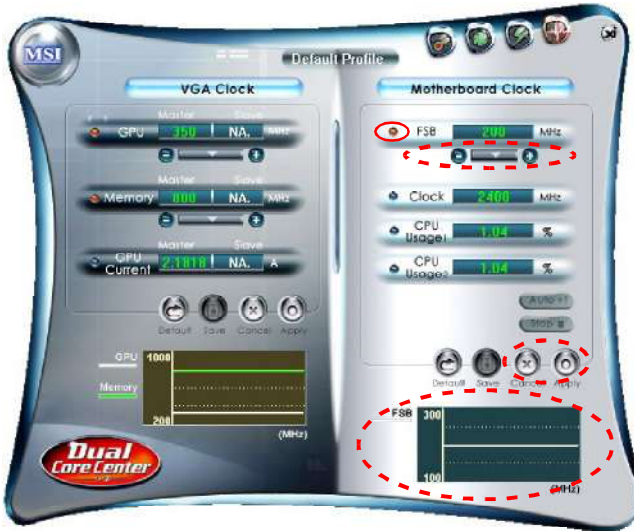 MSI
Default Profile
VGA Clock
Master Slave
GPU 350 NA. MHz
Master Slave
Memory 800 NA. MHz
Master Slave
GPU Current 2.1818 NA. A
Default Save Cancel Apply
GPU 1000
Memory
200
(MHz)
Dual
Core Center
Motherboard Clock
FSB 200 MHz
Clock 2400 MHz
CPU Usage1 1.04 %
CPU Usage2 1.04 %
Auto
Stop
Default Save Cancel Apply
FSB 300
100
(MHz)